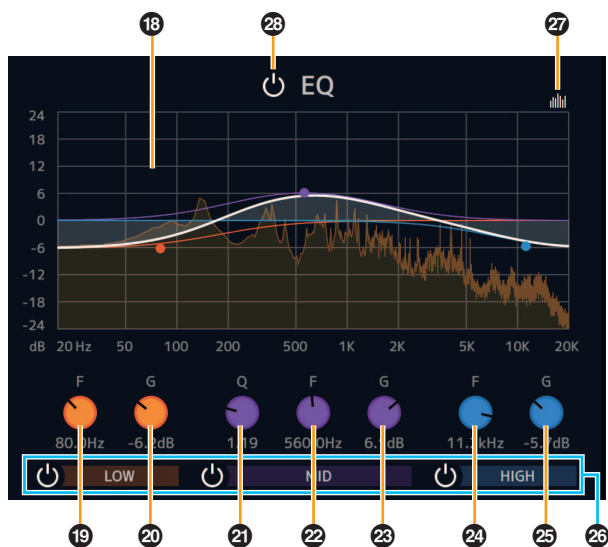 18 28 27
EQ
24
18
12
6
0
-6
-12
-18
-24
dB 20 Hz 50 100 200 500 1K 2K 5K 10K 20K
F G Q F G F G
80.0Hz -6.2dB 1.19 560.0Hz 6.1dB 11.2kHz -5.7dB
LOW MID HIGH
19 20 21 22 23 24 25 26